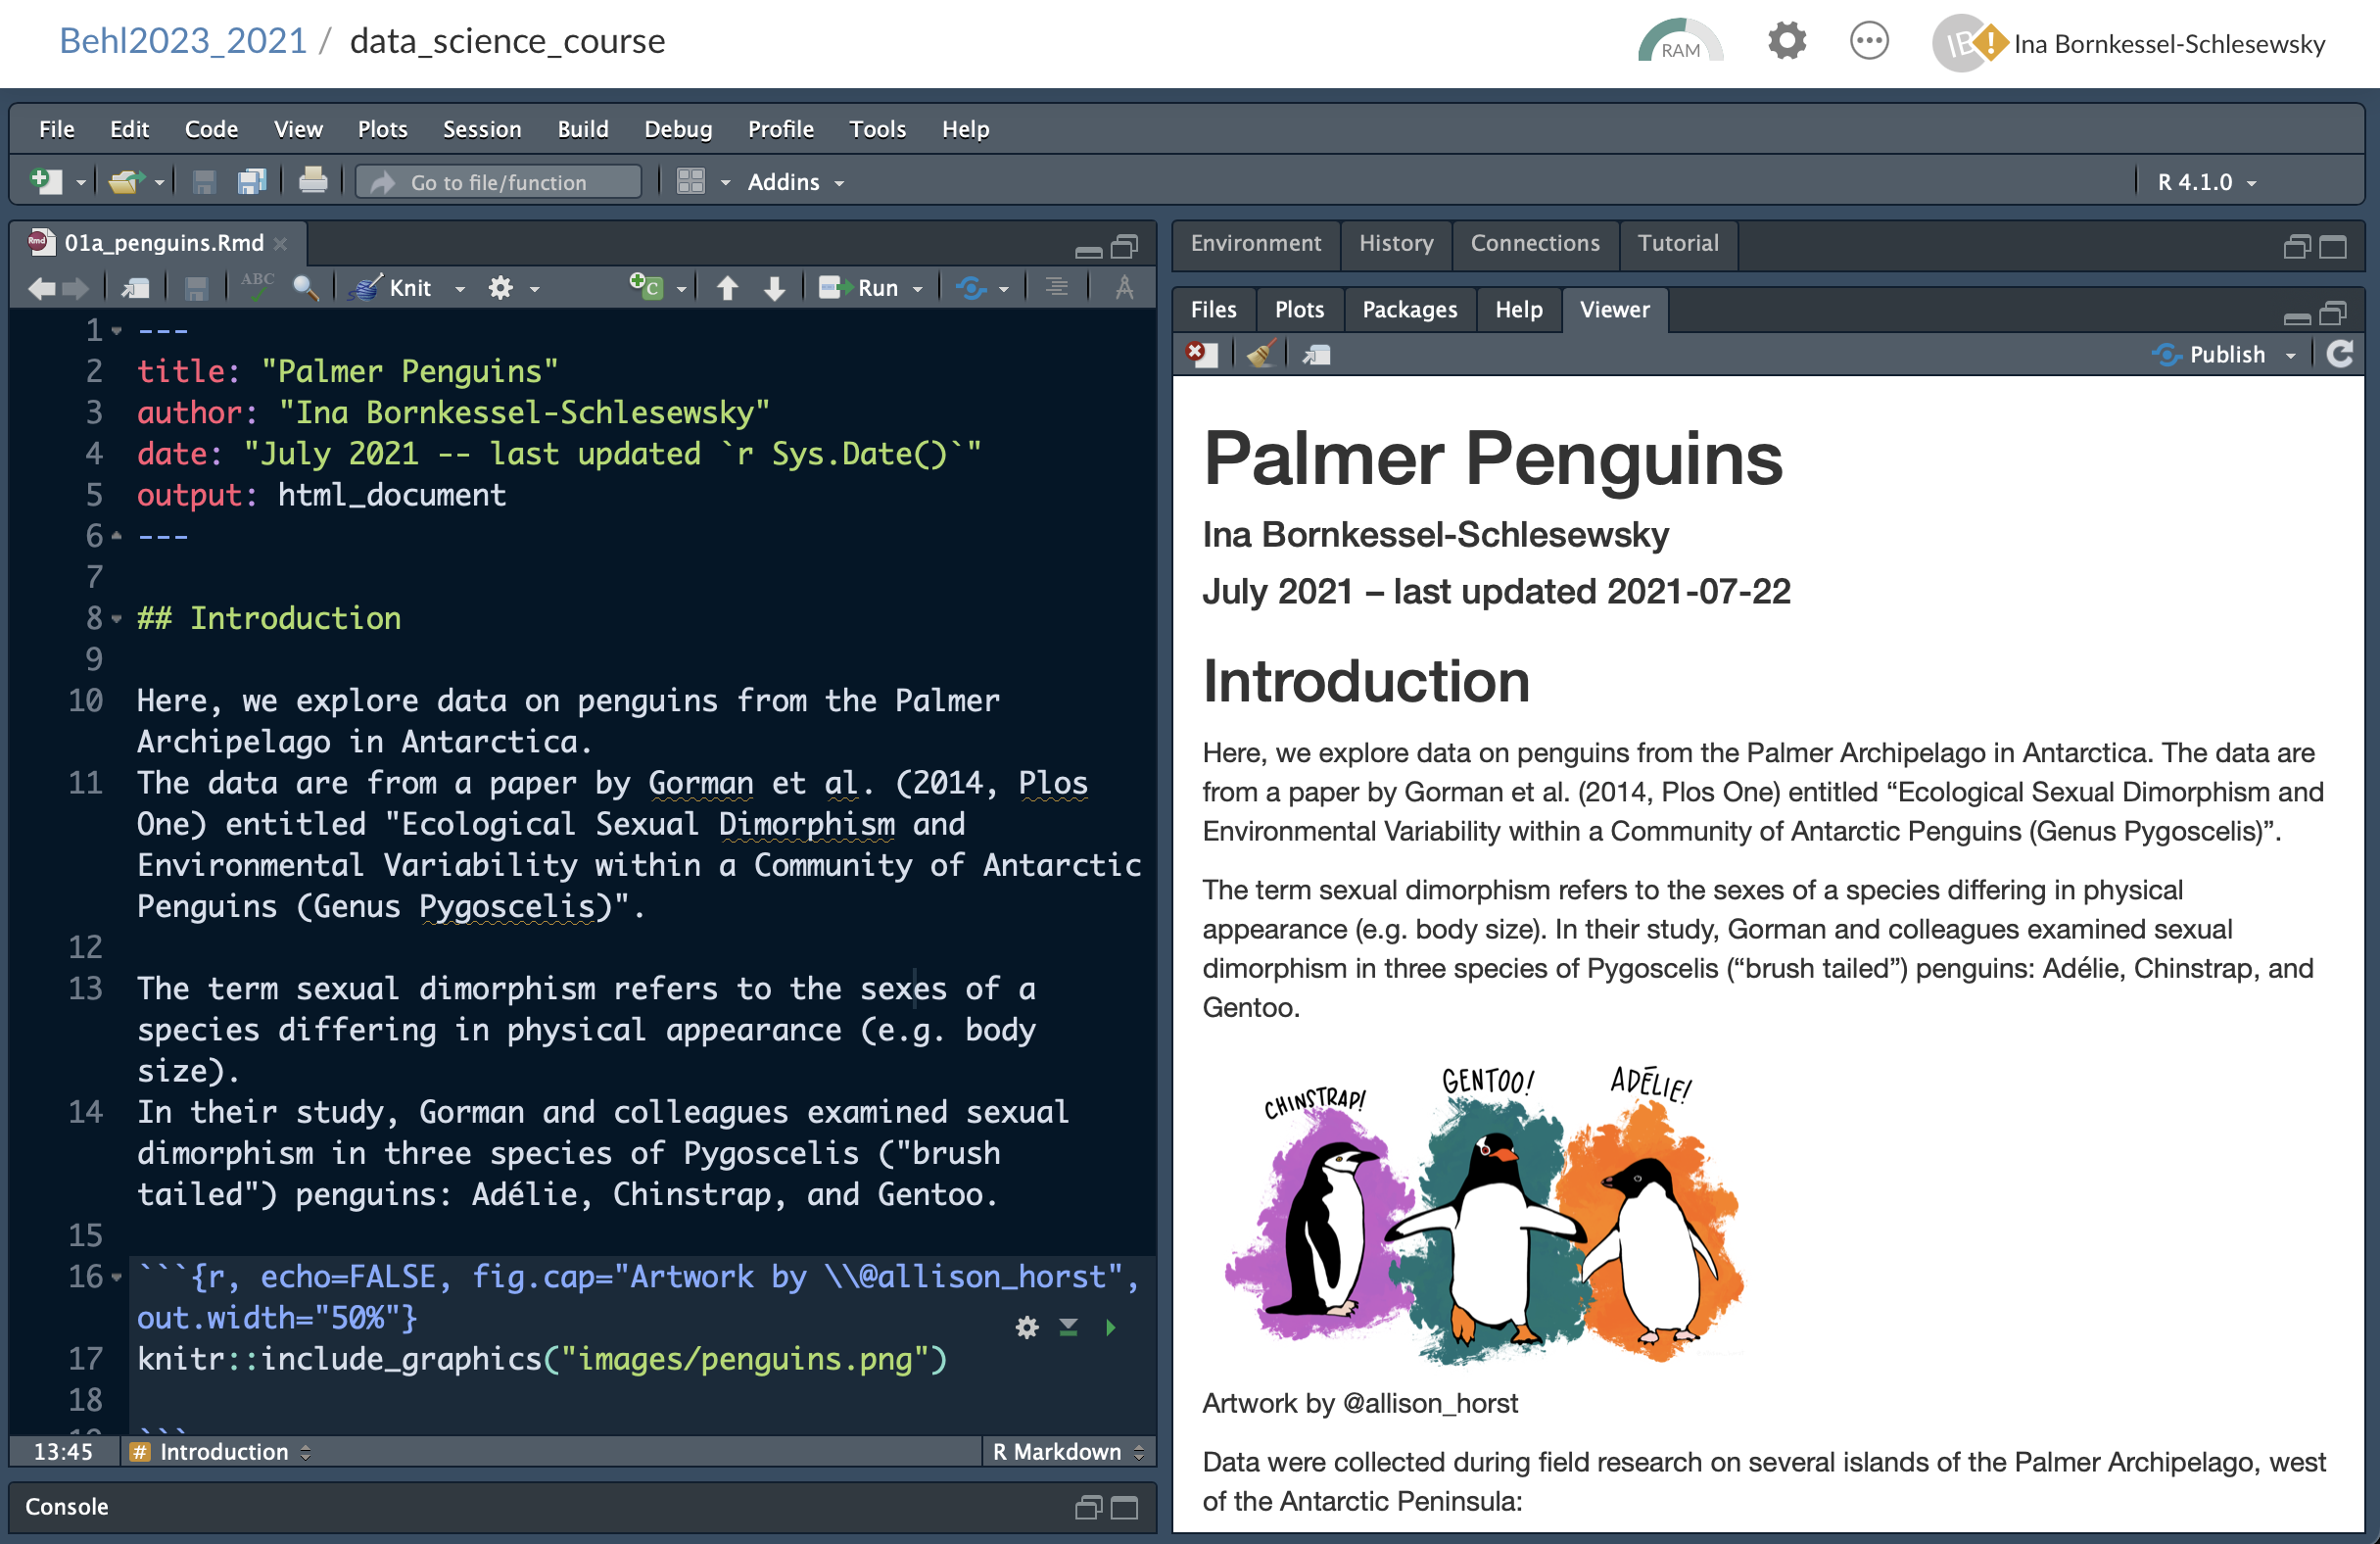 Behl2023_2021 / data_science_course
RAM
IB ! Ina Bornkessel-Schlesewsky
File Edit Code View Plots Session Build Debug Profile Tools Help
Go to file/function Addins R 4.1.0
Rmd 01a_penguins.Rmd
ABC Knit C Run
1 ---
2 title: "Palmer Penguins"
3 author: "Ina Bornkessel-Schlesewsky"
4 date: "July 2021 -- last updated `r Sys.Date()`"
5 output: html_document
6 ---
7
8 ## Introduction
9
10 Here, we explore data on penguins from the Palmer
Archipelago in Antarctica.
11 The data are from a paper by Gorman et al. (2014, Plos
One) entitled "Ecological Sexual Dimorphism and
Environmental Variability within a Community of Antarctic
Penguins (Genus Pygoscelis)".
12
13 The term sexual dimorphism refers to the sexes of a
species differing in physical appearance (e.g. body
size).
14 In their study, Gorman and colleagues examined sexual
dimorphism in three species of Pygoscelis ("brush
tailed") penguins: Adélie, Chinstrap, and Gentoo.
15
16 ```{r, echo=FALSE, fig.cap="Artwork by \\@allison_horst",
out.width="50%"}
17 knitr::include_graphics("images/penguins.png")
18
19 ```
13:45 # Introduction R Markdown
Console
Environment History Connections Tutorial
Files Plots Packages Help Viewer
Publish
Palmer Penguins
Ina Bornkessel-Schlesewsky
July 2021 – last updated 2021-07-22
Introduction
Here, we explore data on penguins from the Palmer Archipelago in Antarctica. The data are
from a paper by Gorman et al. (2014, Plos One) entitled “Ecological Sexual Dimorphism and
Environmental Variability within a Community of Antarctic Penguins (Genus Pygoscelis)”.
The term sexual dimorphism refers to the sexes of a species differing in physical
appearance (e.g. body size). In their study, Gorman and colleagues examined sexual
dimorphism in three species of Pygoscelis (“brush tailed”) penguins: Adélie, Chinstrap, and
Gentoo.
CHINSTRAP! GENTOO! ADÉLIE!
Artwork by @allison_horst
Data were collected during field research on several islands of the Palmer Archipelago, west
of the Antarctic Peninsula: